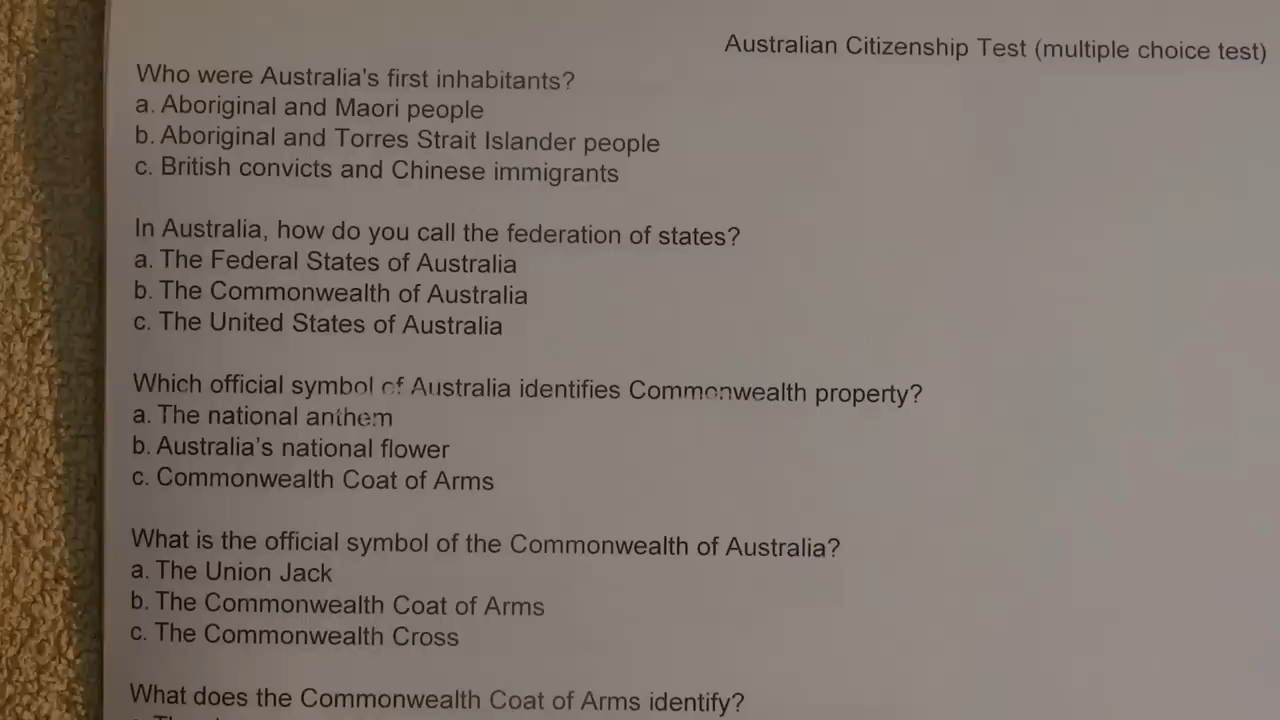 Australian Citizenship Test (multiple choice test)
Who were Australia's first inhabitants?
a. Aboriginal and Maori people
b. Aboriginal and Torres Strait Islander people
c. British convicts and Chinese immigrants
In Australia, how do you call the federation of states?
a. The Federal States of Australia
b. The Commonwealth of Australia
c. The United States of Australia
Which official symbol of Australia identifies Commonwealth property?
a. The national anthem
b. Australia’s national flower
c. Commonwealth Coat of Arms
What is the official symbol of the Commonwealth of Australia?
a. The Union Jack
b. The Commonwealth Coat of Arms
c. The Commonwealth Cross
What does the Commonwealth Coat of Arms identify?